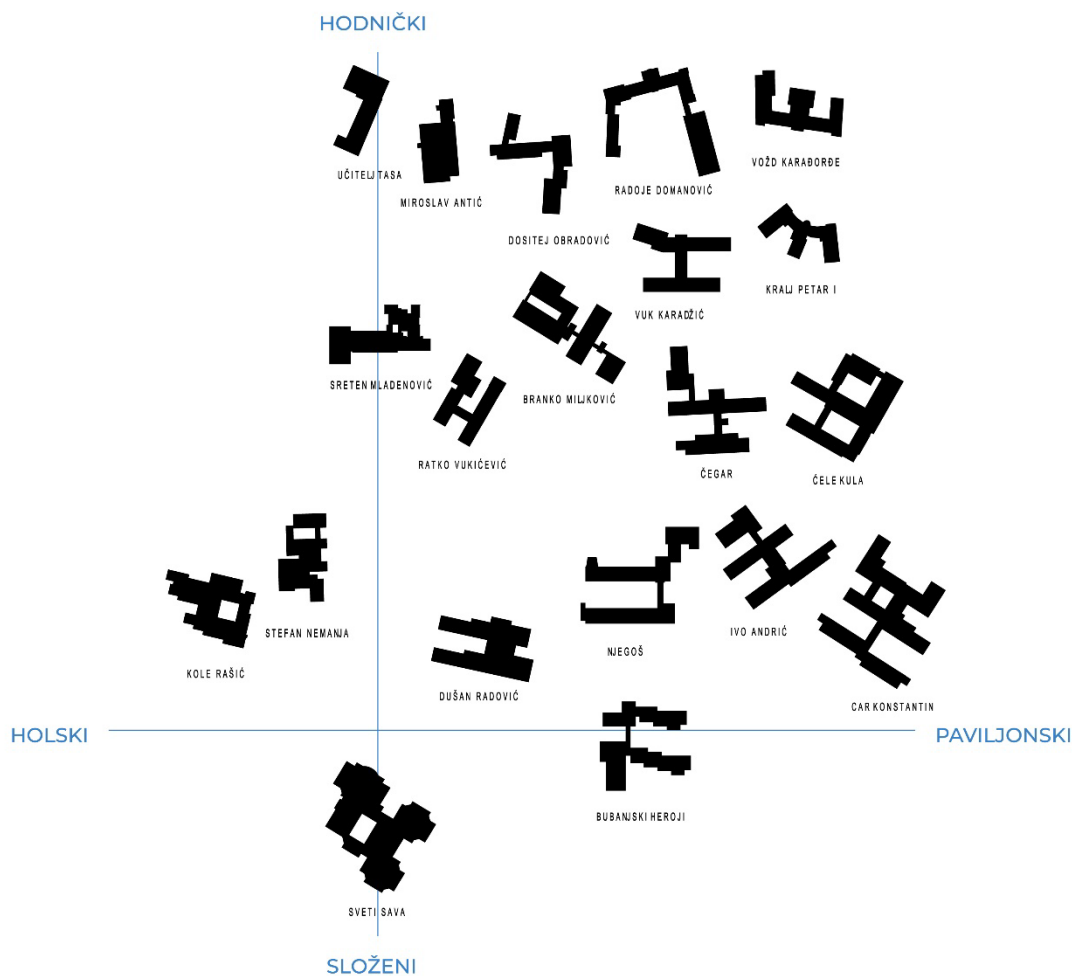 HODNIČKI
UČITELJ TASA
MIROSLAV ANTIĆ
DOSITEJ OBRADOVIĆ
RADOJE DOMANOVIĆ
VOŽD KARAĐORĐE
VUK KARADŽIĆ
KRALJ PETAR I
SRETEN MLADENOVIĆ
BRANKO MILJKOVIĆ
RATKO VUKIĆEVIĆ
ČEGAR
ĆELE KULA
STEFAN NEMANJA
KOLE RAŠIĆ
DUŠAN RADOVIĆ
NJEGOŠ
IVO ANDRIĆ
CAR KONSTANTIN
HOLSKI
PAVILJONSKI
BUBANJSKI HEROJI
SVETI SAVA
SLOŽENI